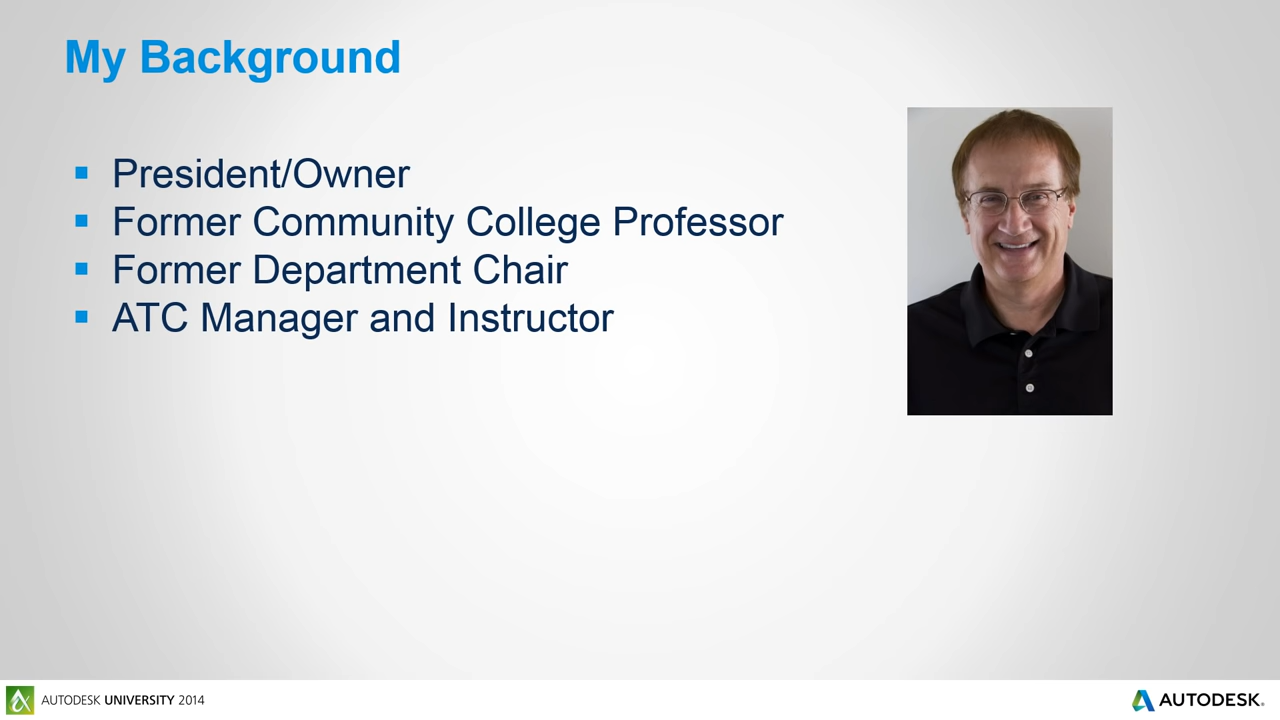 My Background
▪ President/Owner
▪ Former Community College Professor
▪ Former Department Chair
▪ ATC Manager and Instructor
AUTODESK UNIVERSITY 2014
AUTODESK®